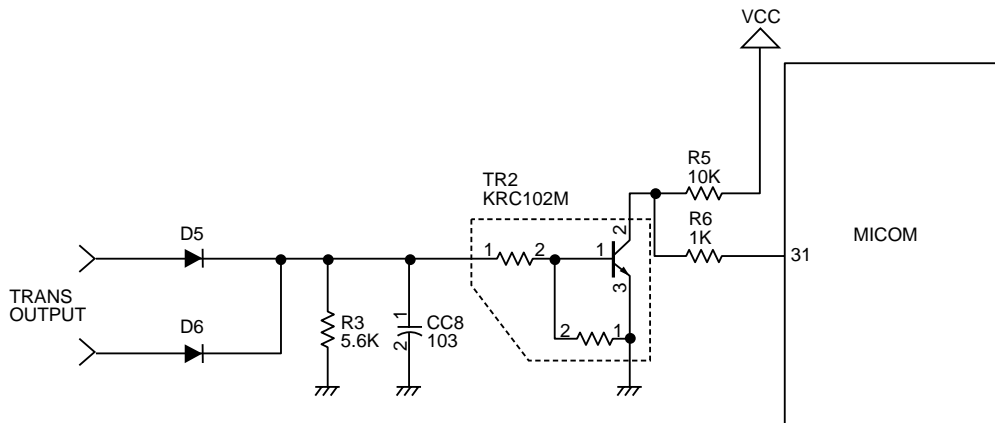 VCC
R5
10K
TR2
KRC102M
R6
1K
MICOM
31
D5
2
1
2
1
3
TRANS
OUTPUT
D6
R3
5.6K
1
2
CC8
103
2
1